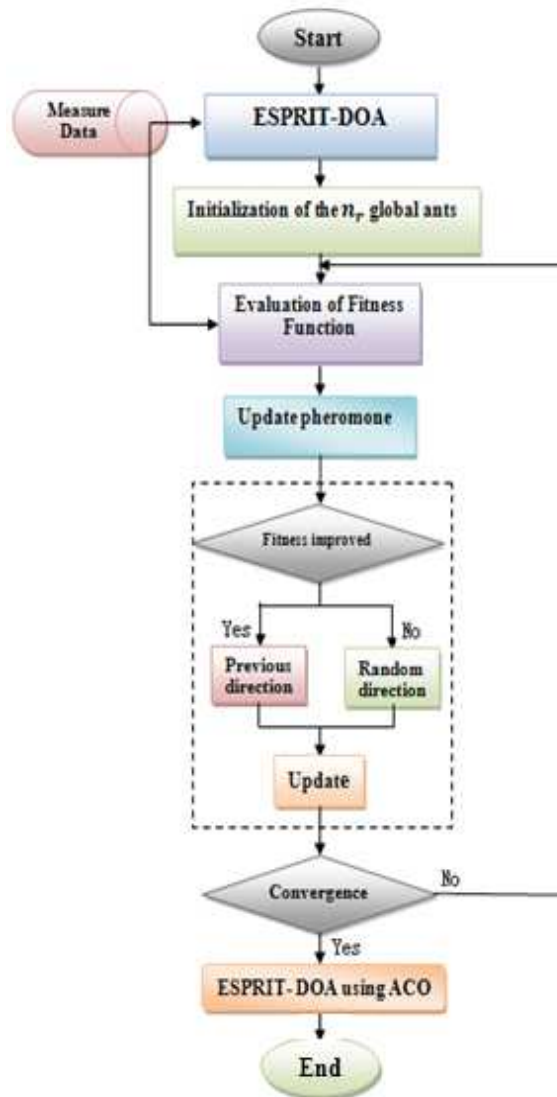 Start
Measure
Data
ESPRIT-DOA
Initialization of the n_r global ants
Evaluation of Fitness
Function
Update pheromone
Fitness improved
Yes
No
Previous
direction
Random
direction
Update
Convergence
No
Yes
ESPRIT- DOA using ACO
End